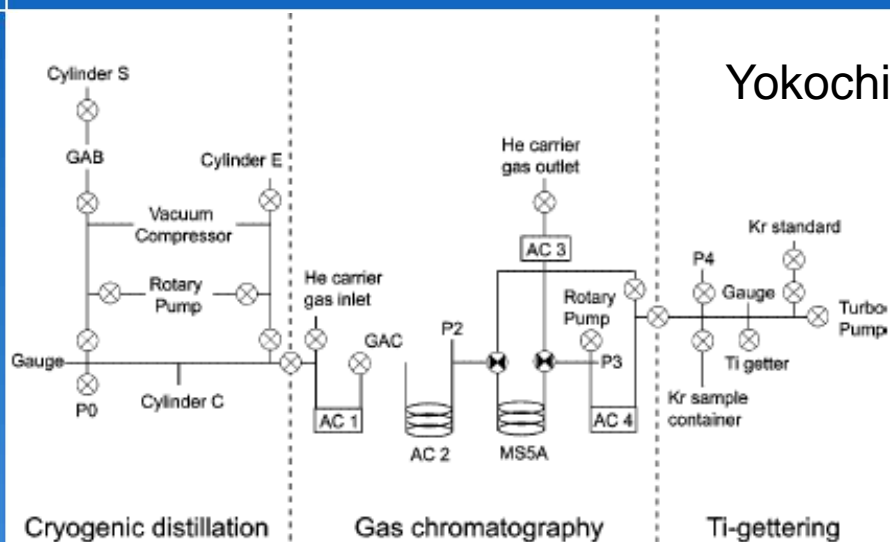 Yokochi
Cylinder S
GAB
Cylinder E
Vacuum
Compressor
Rotary
Pump
Gauge
P0
Cylinder C
He carrier
gas inlet
GAC
AC 1
P2
AC 2
He carrier
gas outlet
AC 3
Rotary
Pump
P3
MS5A
AC 4
Kr standard
P4
Gauge
Turbo
Pump
Ti getter
Kr sample
container
Cryogenic distillation
Gas chromatography
Ti-gettering